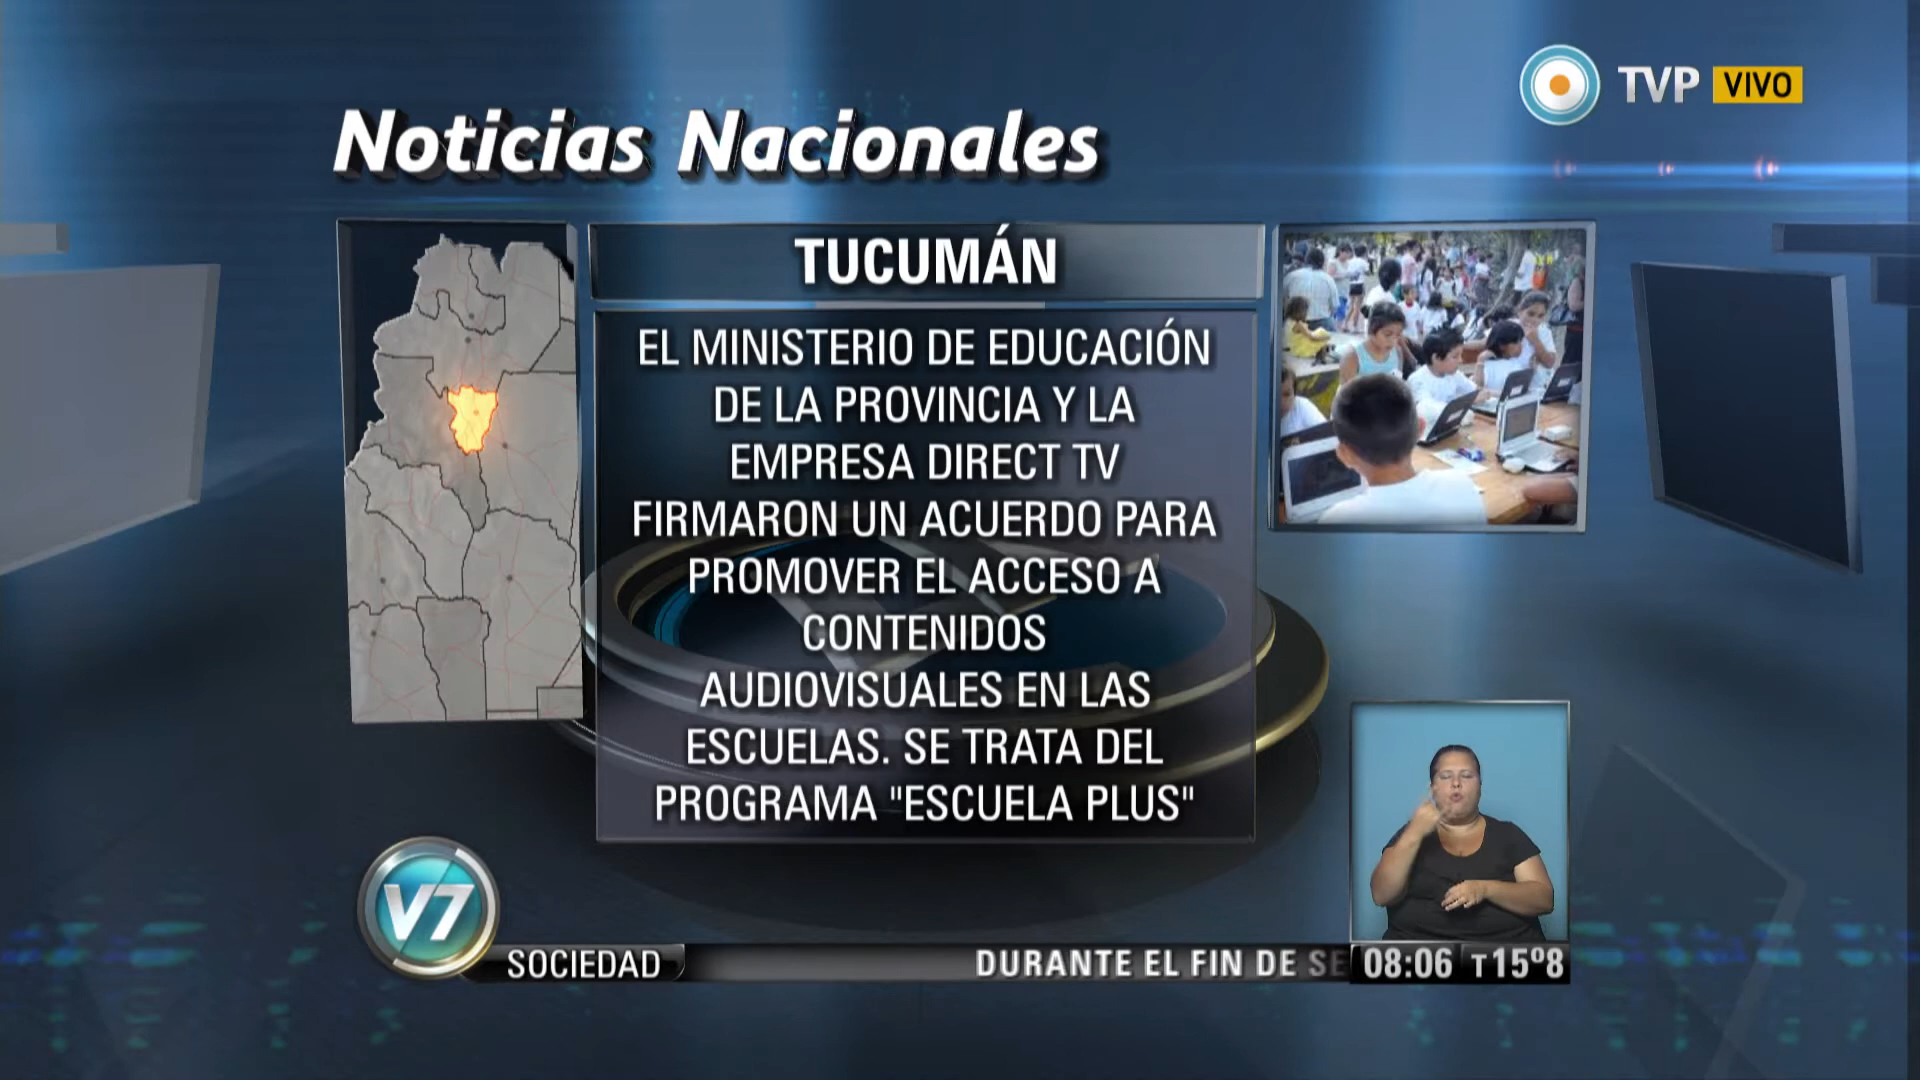 TVP VIVO
Noticias Nacionales
TUCUMÁN
EL MINISTERIO DE EDUCACIÓN
DE LA PROVINCIA Y LA
EMPRESA DIRECT TV
FIRMARON UN ACUERDO PARA
PROMOVER EL ACCESO A
CONTENIDOS
AUDIOVISUALES EN LAS
ESCUELAS. SE TRATA DEL
PROGRAMA "ESCUELA PLUS"
V7
SOCIEDAD
DURANTE EL FIN DE SE
08:06 T15º8